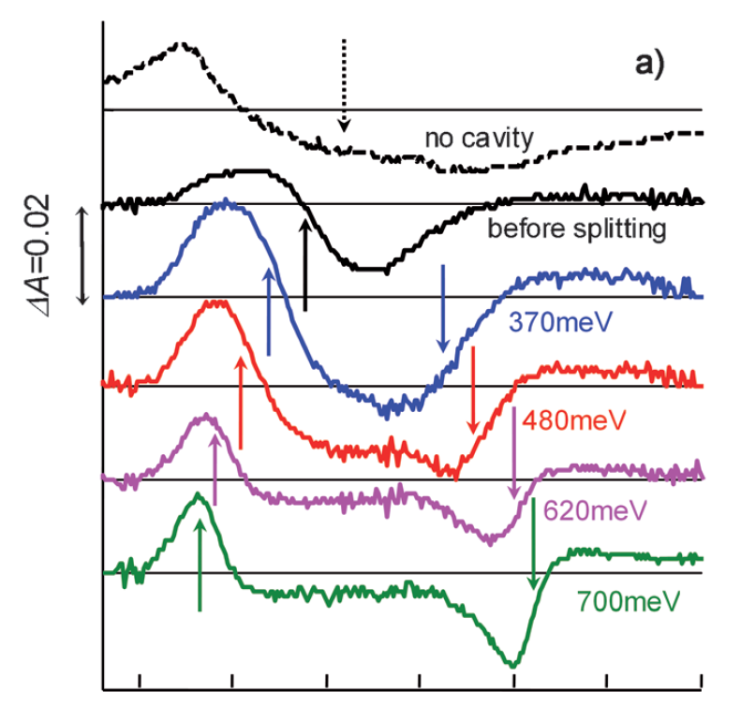 a)
no cavity
before splitting
ΔA=0.02
370meV
480meV
620meV
700meV